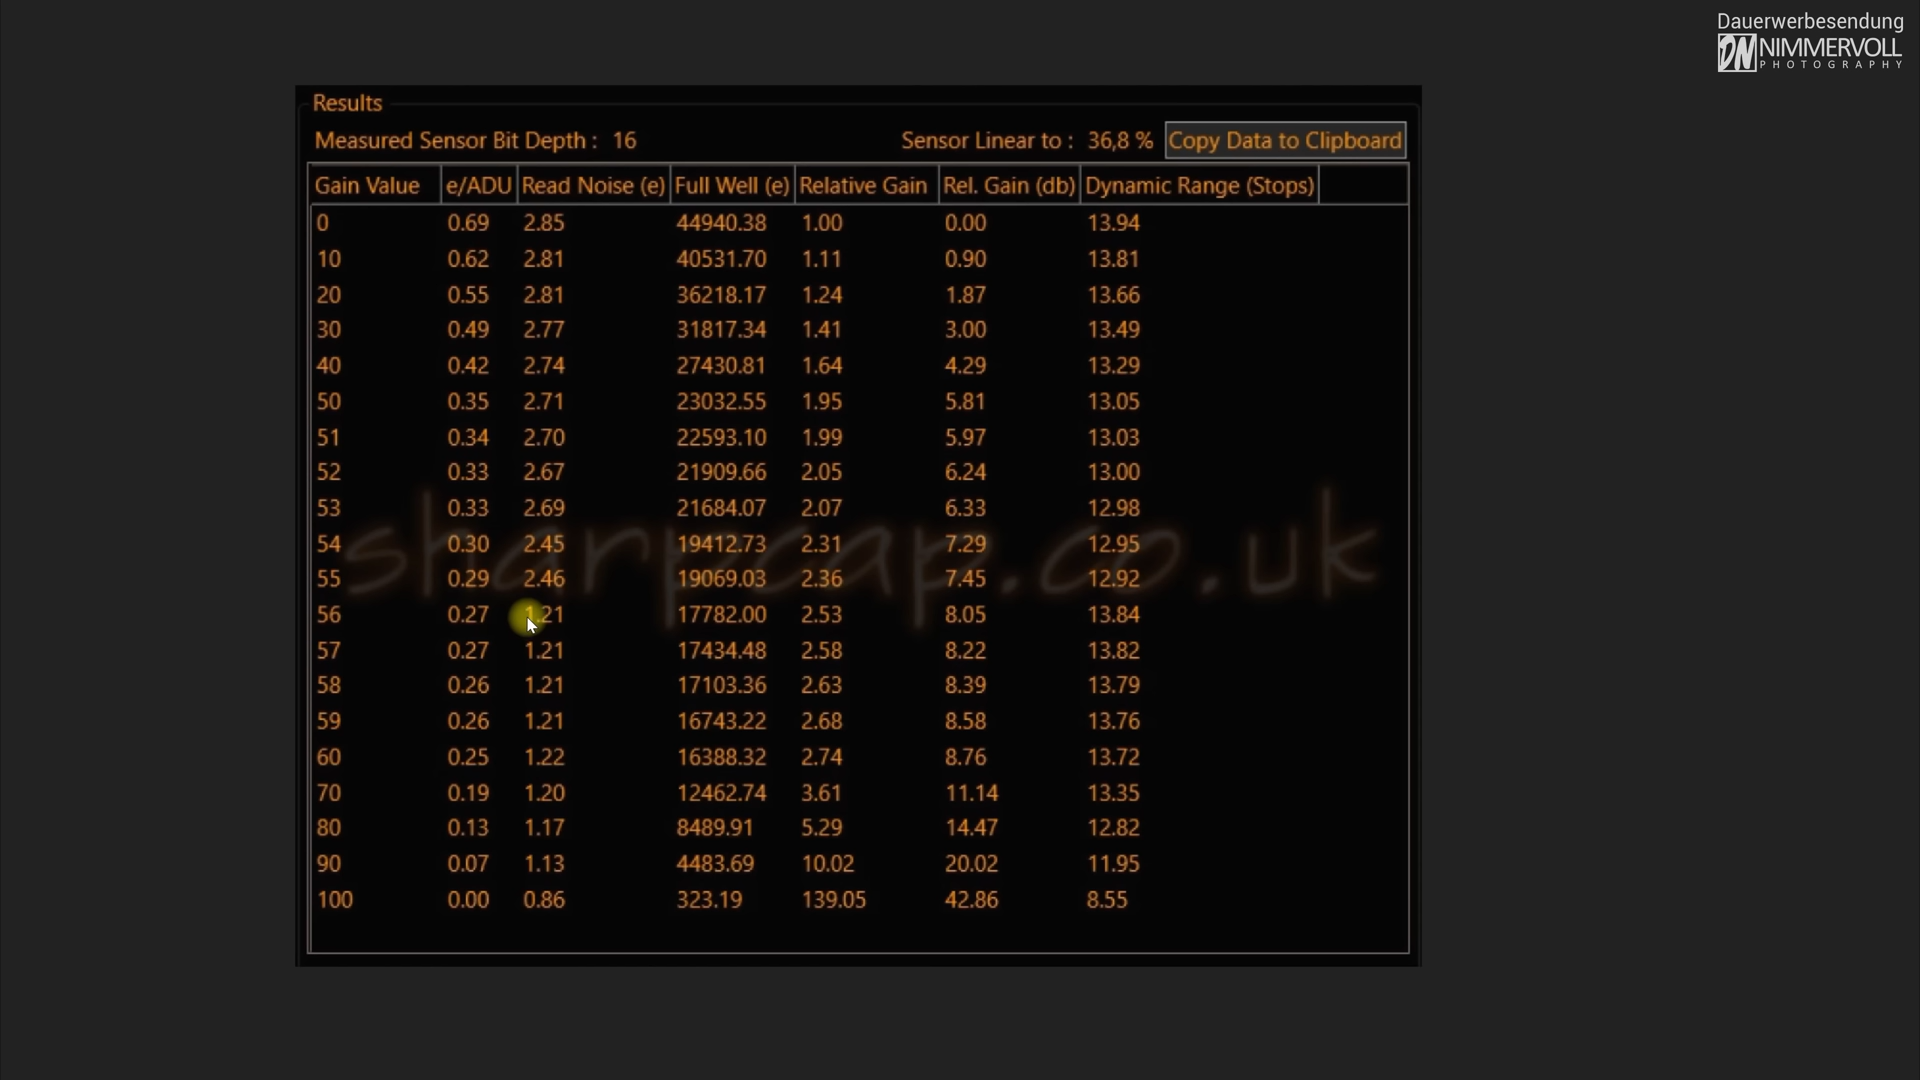 Dauerwerbesendung
DN NIMMERVOLL
PHOTOGRAPHY
Results
Measured Sensor Bit Depth : 16 Sensor Linear to : 36,8 % Copy Data to Clipboard
Gain Value e/ADU Read Noise (e) Full Well (e) Relative Gain Rel. Gain (db) Dynamic Range (Stops)
0 0.69 2.85 44940.38 1.00 0.00 13.94
10 0.62 2.81 40531.70 1.11 0.90 13.81
20 0.55 2.81 36218.17 1.24 1.87 13.66
30 0.49 2.77 31817.34 1.41 3.00 13.49
40 0.42 2.74 27430.81 1.64 4.29 13.29
50 0.35 2.71 23032.55 1.95 5.81 13.05
51 0.34 2.70 22593.10 1.99 5.97 13.03
52 0.33 2.67 21909.66 2.05 6.24 13.00
53 0.33 2.69 21684.07 2.07 6.33 12.98
sharpcap.co.uk
54 0.30 2.45 19412.73 2.31 7.29 12.95
55 0.29 2.46 19069.03 2.36 7.45 12.92
56 0.27 1.21 17782.00 2.53 8.05 13.84
57 0.27 1.21 17434.48 2.58 8.22 13.82
58 0.26 1.21 17103.36 2.63 8.39 13.79
59 0.26 1.21 16743.22 2.68 8.58 13.76
60 0.25 1.22 16388.32 2.74 8.76 13.72
70 0.19 1.20 12462.74 3.61 11.14 13.35
80 0.13 1.17 8489.91 5.29 14.47 12.82
90 0.07 1.13 4483.69 10.02 20.02 11.95
100 0.00 0.86 323.19 139.05 42.86 8.55